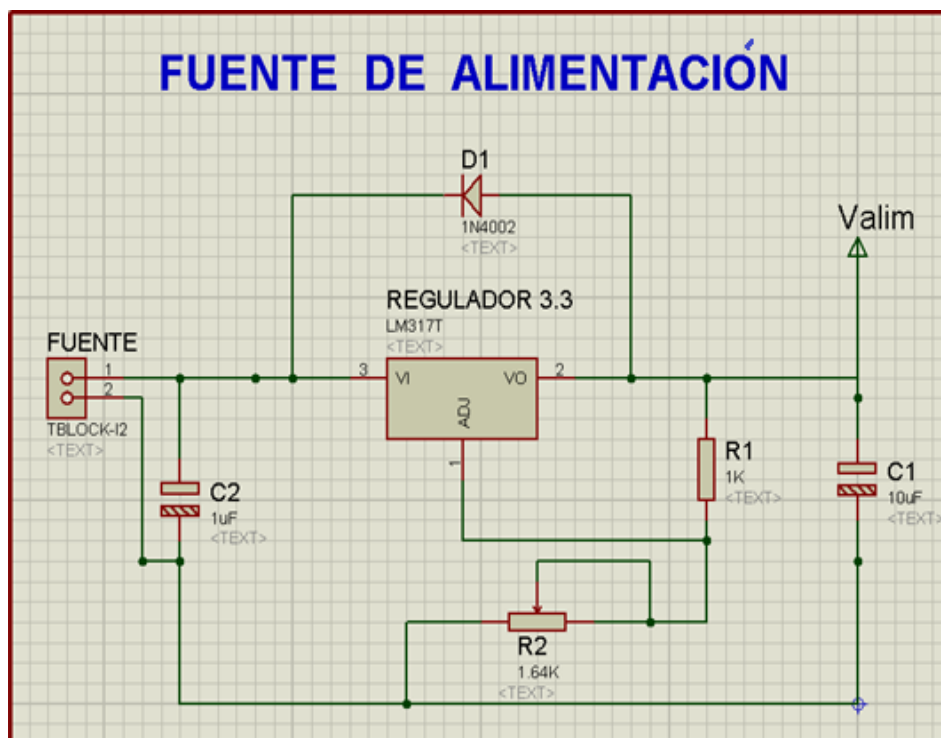 FUENTE DE ALIMENTACIÓN
D1
1N4002
<TEXT>
Valim
REGULADOR 3.3
LM317T
<TEXT>
FUENTE
1
2
TBLOCK-I2
<TEXT>
3
VI
VO
2
ADJ
1
R1
1K
<TEXT>
C1
10uF
<TEXT>
C2
1uF
<TEXT>
R2
1.64K
<TEXT>